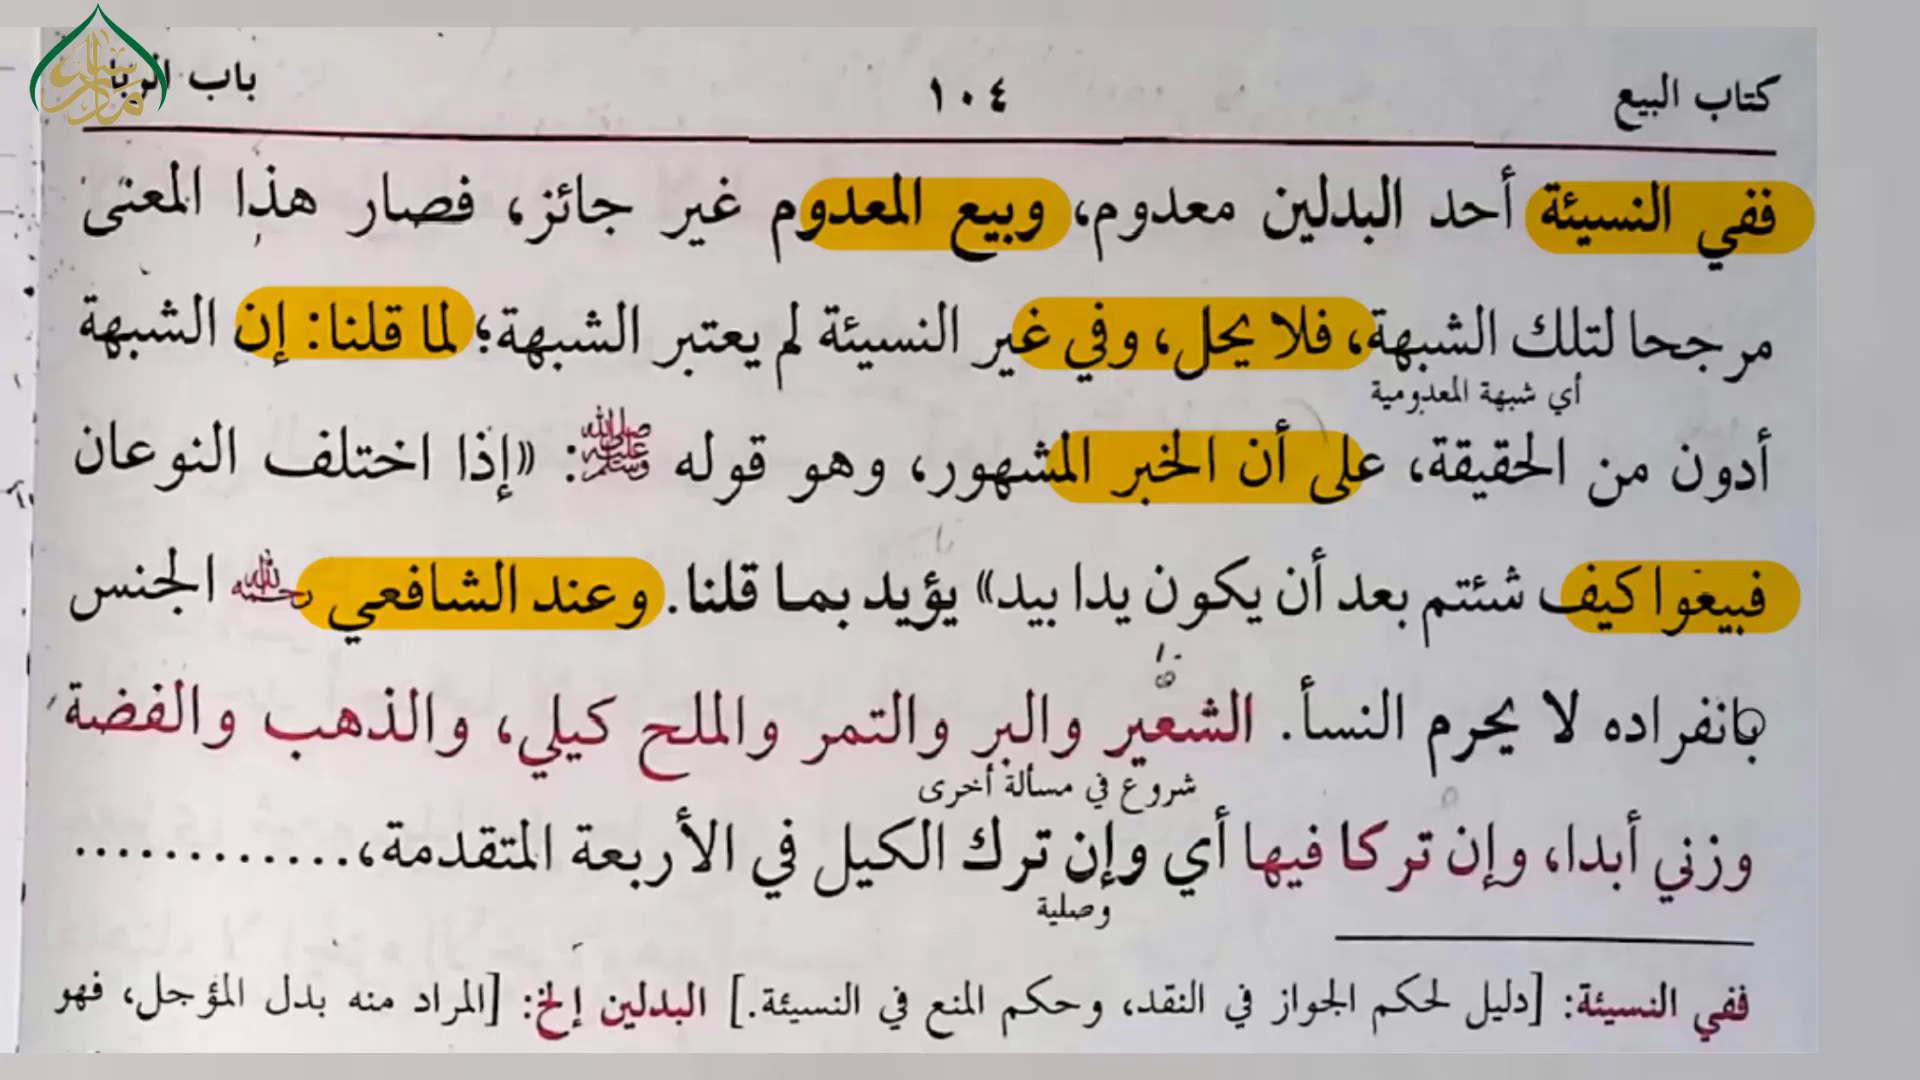 كتاب البيع ١٠٤ باب الربا
ففي النسيئة أحد البدلين معدوم، وبيع المعدوم غير جائز، فصار هذا المعنى
مرجحا لتلك الشبهة، فلا يحل، وفي غير النسيئة لم يعتبر الشبهة؛ لما قلنا: إن الشبهة
أي شبهة المعدومية
أدون من الحقيقة، على أن الخبر المشهور، وهو قوله ﷺ: «إذا اختلف النوعان
فبيعوا كيف شئتم بعد أن يكون يدا بيد» يؤيد بما قلنا. وعند الشافعي رحمه الله الجنس
بانفراده لا يحرم النسأ. الشعير والبر والتمر والملح كيلي، والذهب والفضة
شروع في مسألة أخرى
وزني أبدا، وإن تركا فيها أي وإن ترك الكيل في الأربعة المتقدمة،............
وصلية
ففي النسيئة: [دليل لحكم الجواز في النقد، وحكم المنع في النسيئة.] البدلين إلخ: [المراد منه بدل المؤجل، فهو